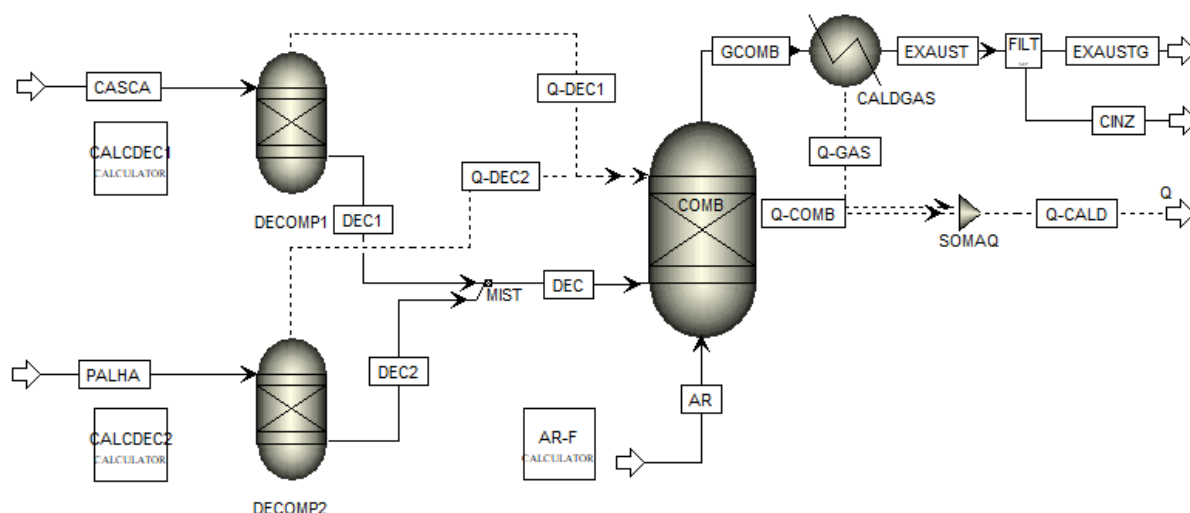 GCOMB
EXAUST
FILT
EXAUSTG
CALDGAS
CASCA
Q-DEC1
CINZ
CALCDEC1
CALCULATOR
Q-GAS
Q-DEC2
COMB
Q-COMB
Q-CALD
Q
DECOMP1
DEC1
SOMAQ
MIST
DEC
PALHA
DEC2
AR
CALCDEC2
CALCULATOR
AR-F
CALCULATOR
DECOMP2